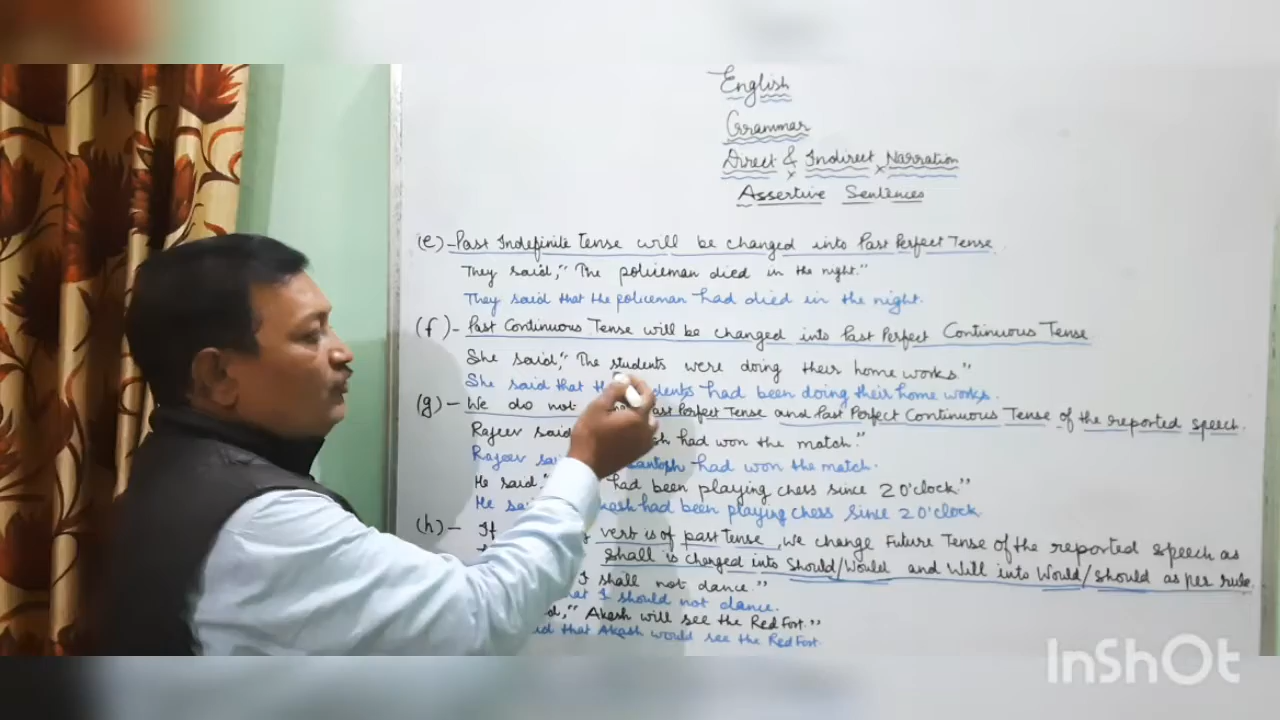 English
Grammar
Direct & Indirect Narration
Assertive Sentences
(e)- Past Indefinite Tense will be changed into Past Perfect Tense.
They said, "The policeman died in the night."
They said that the policeman had died in the night.
(f)- Past Continuous Tense will be changed into Past Perfect Continuous Tense
She said, "The students were doing their home works."
She said that the students had been doing their home works.
(g)- We do not Past Perfect Tense and Past Perfect Continuous Tense of the reported speech.
Rajeev said had won the match."
Rajeev Santosh had won the match.
He said, " had been playing chess since 2 O'clock."
He had been playing chess since 2 O'clock.
(h)- If verb is of past Tense, we change Future Tense of the reported speech as
shall is changed into Should/Would and Will into Would/should as per rule.
I shall not dance."
that I should not dance.
" Akash will see the Red Fort."
that Akash would see the Red Fort.
InShOt